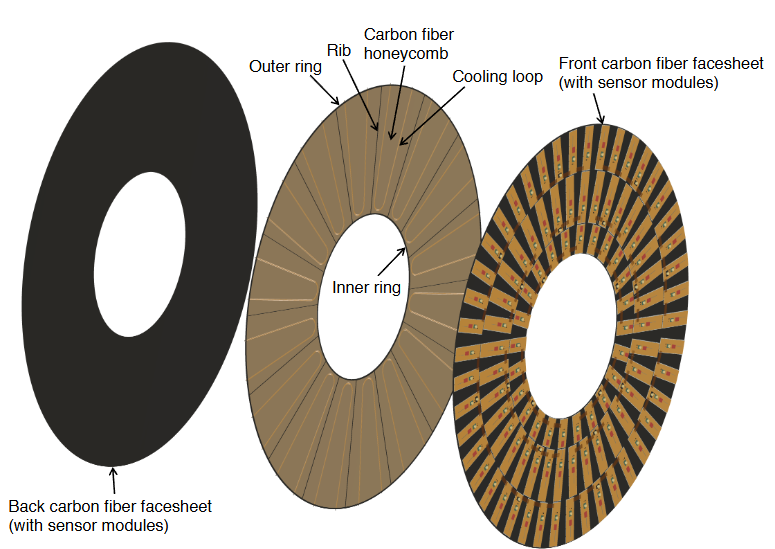 Carbon fiber
honeycomb
Rib
Outer ring
Cooling loop
Front carbon fiber facesheet
(with sensor modules)
Inner ring
Back carbon fiber facesheet
(with sensor modules)